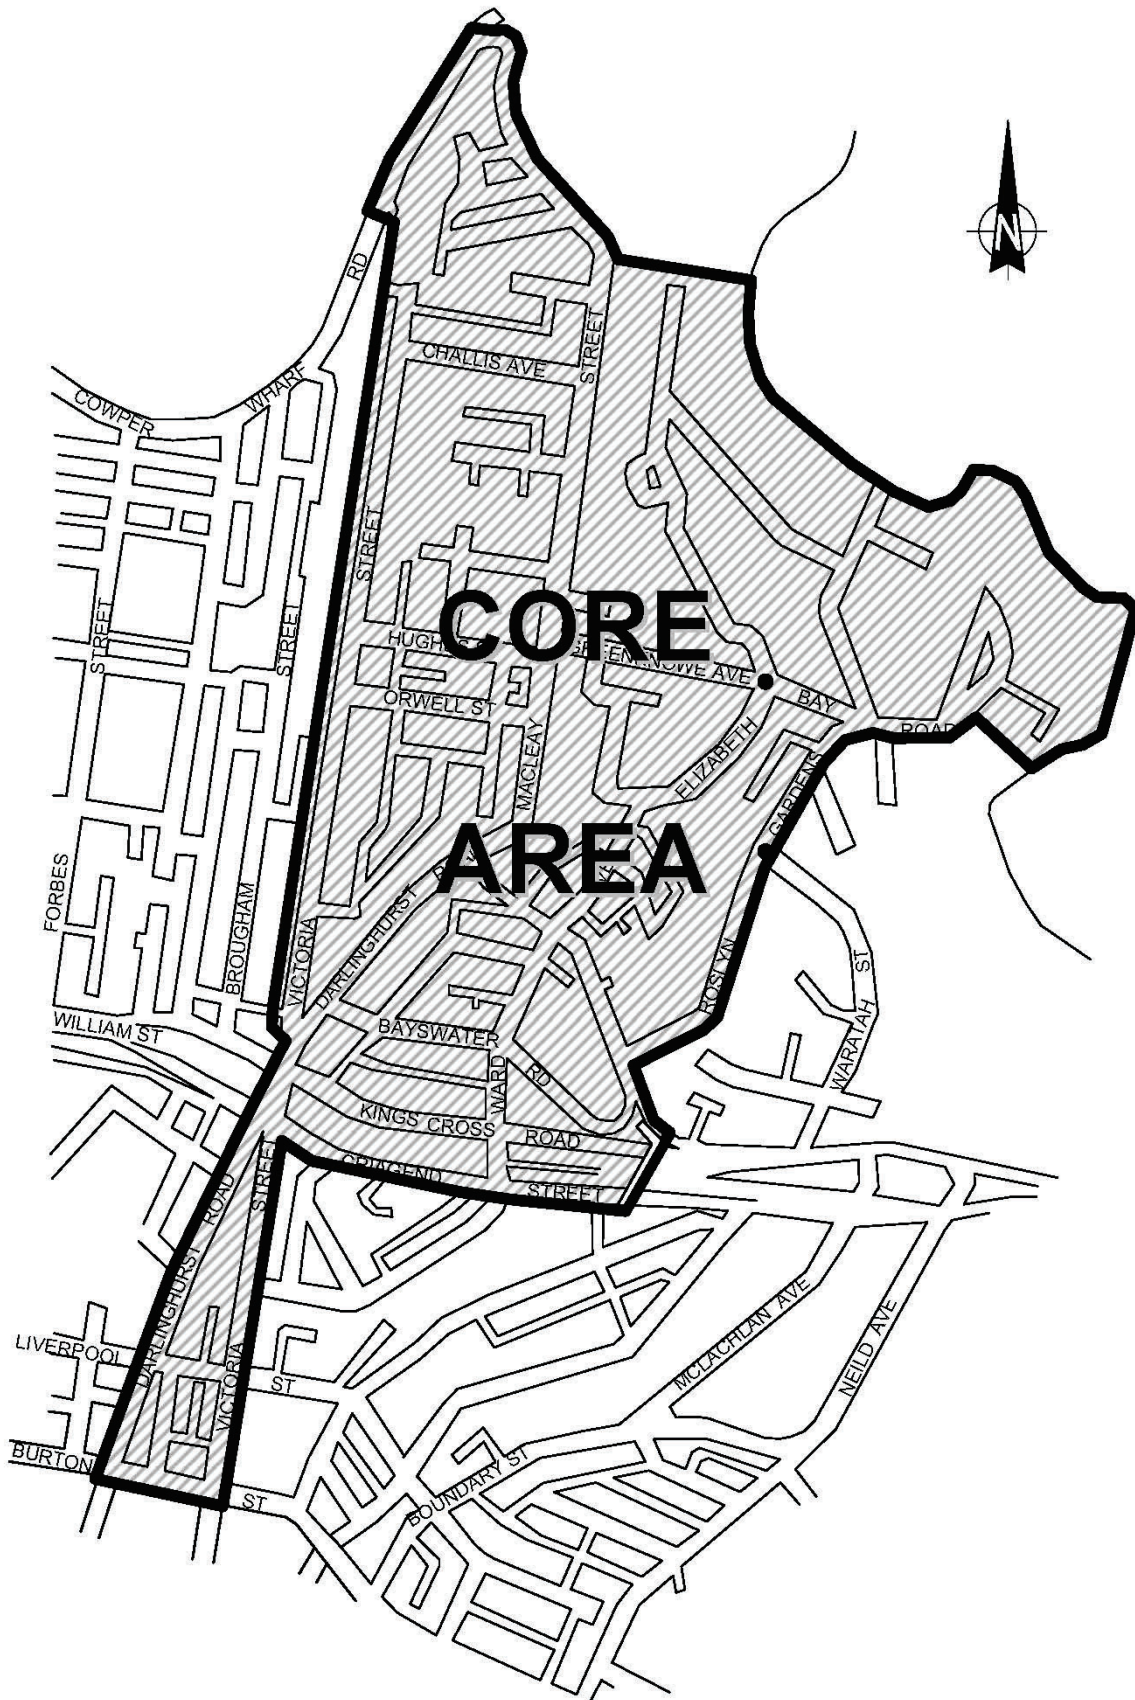 N
RD
STREET
CHALLIS AVE
WHARF
COWPER
STREET
CORE
STREET
STREET
HUGHES
GREENKNOWE AVE
ORWELL ST
BAY
ROAD
MACLEAY
ELIZABETH
GARDENS
AREA
FORBES
BROUGHAM
VICTORIA
DARLINGHURST
ROSLYN
WARATAH ST
WILLIAM ST
BAYSWATER
RD
WARD
KINGS CROSS
ROAD
CRIAGEND
STREET
STREET
DARLINGHURST ROAD
VICTORIA
LIVERPOOL
ST
MCLACHLAN AVE
NEILD AVE
BURTON
ST
BOUNDARY ST